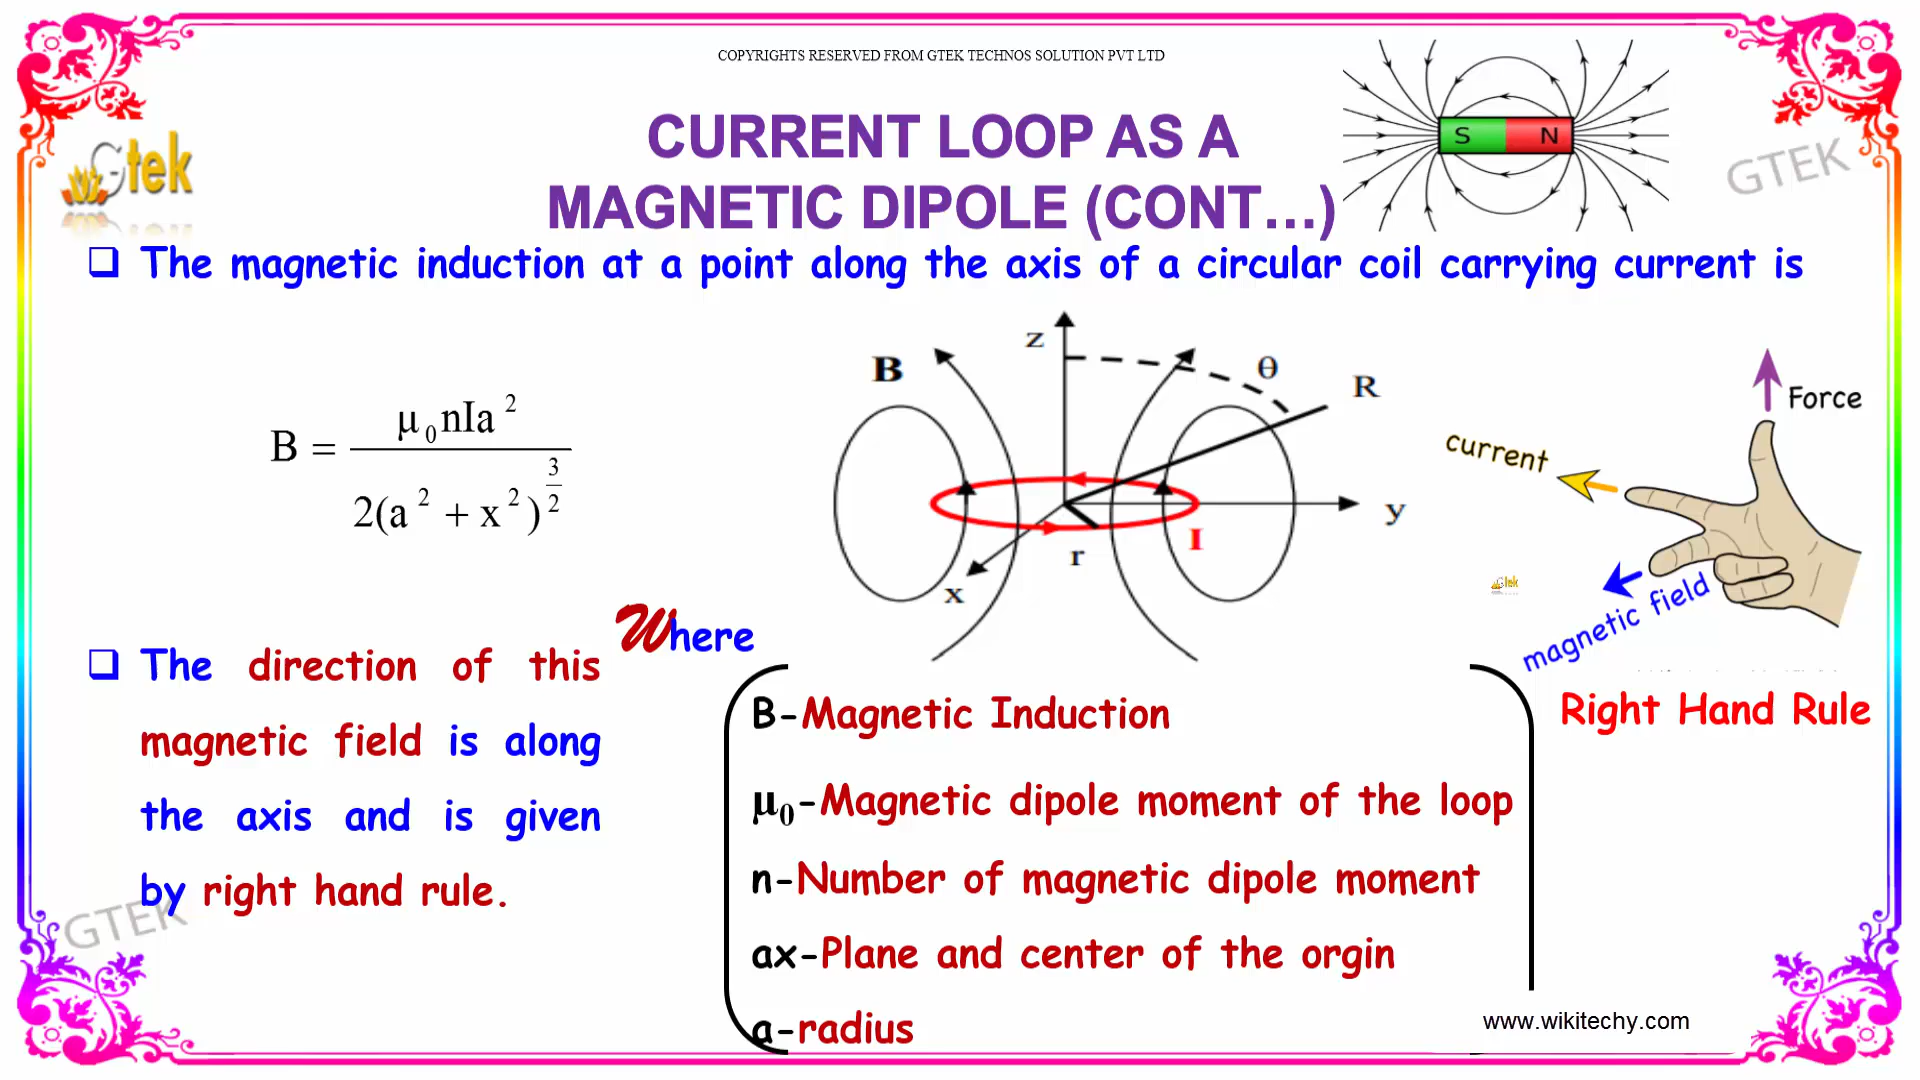 COPYRIGHTS RESERVED FROM GTEK TECHNOS SOLUTION PVT LTD
Gtek
CURRENT LOOP AS A
MAGNETIC DIPOLE (CONT...)
S N
GTEK
❑ The magnetic induction at a point along the axis of a circular coil carrying current is
B = μ₀nIa² / 2(a² + x²)^(3/2)
z
B
θ
R
y
I
r
x
Force
current
magnetic field
Gtek
Right Hand Rule
Where
❑ The direction of this
magnetic field is along
the axis and is given
by right hand rule.
GTEK
B-Magnetic Induction
μ₀-Magnetic dipole moment of the loop
n-Number of magnetic dipole moment
ax-Plane and center of the orgin
a-radius
www.wikitechy.com